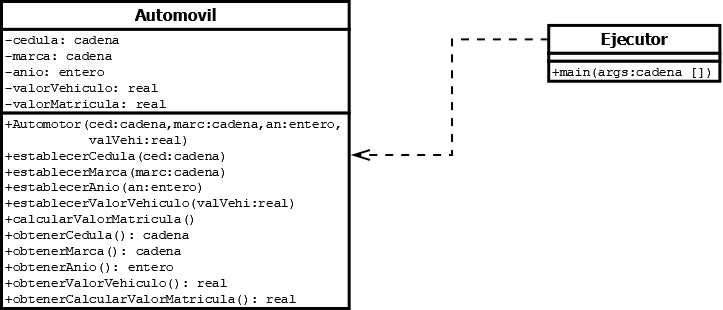 Automovil
-cedula: cadena
-marca: cadena
-anio: entero
-valorVehiculo: real
-valorMatricula: real
+Automotor(ced:cadena,marc:cadena,an:entero,
valVehi:real)
+establecerCedula(ced:cadena)
+establecerMarca(marc:cadena)
+establecerAnio(an:entero)
+establecerValorVehiculo(valVehi:real)
+calcularValorMatricula()
+obtenerCedula(): cadena
+obtenerMarca(): cadena
+obtenerAnio(): entero
+obtenerValorVehiculo(): real
+obtenerCalcularValorMatricula(): real
Ejecutor
+main(args:cadena [])